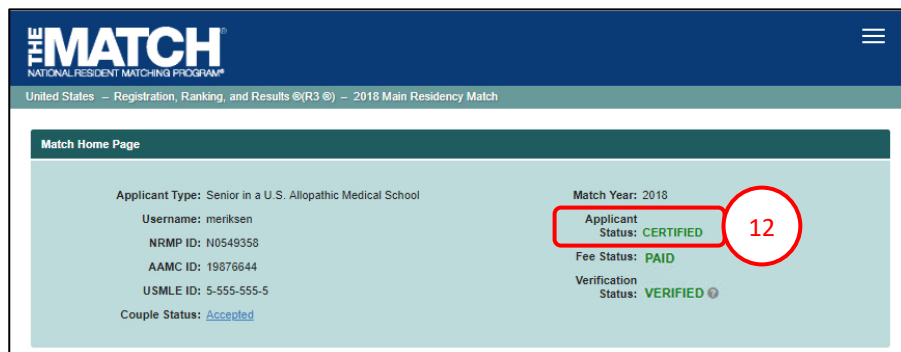 THE MATCH®
NATIONAL RESIDENT MATCHING PROGRAM®
United States – Registration, Ranking, and Results ®(R3 ®) – 2018 Main Residency Match
Match Home Page
Applicant Type: Senior in a U.S. Allopathic Medical School
Username: meriksen
NRMP ID: N0549358
AAMC ID: 19876644
USMLE ID: 5-555-555-5
Couple Status: Accepted
Match Year: 2018
Applicant
Status: CERTIFIED
12
Fee Status: PAID
Verification
Status: VERIFIED ?